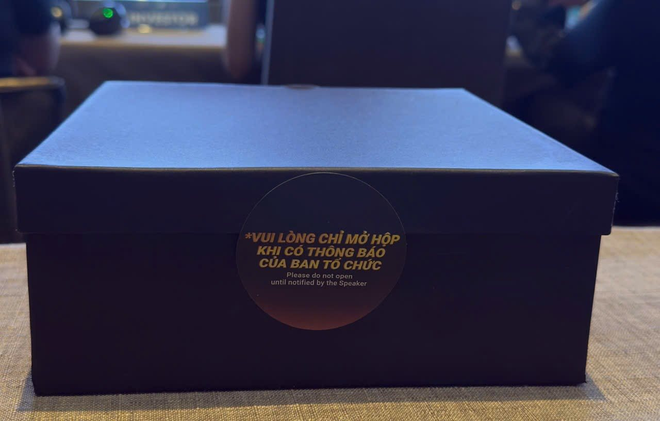 INVESTOR
*VUI LÒNG CHỈ MỞ HỘP
KHI CÓ THÔNG BÁO
CỦA BAN TỔ CHỨC
Please do not open
until notified by the Speaker